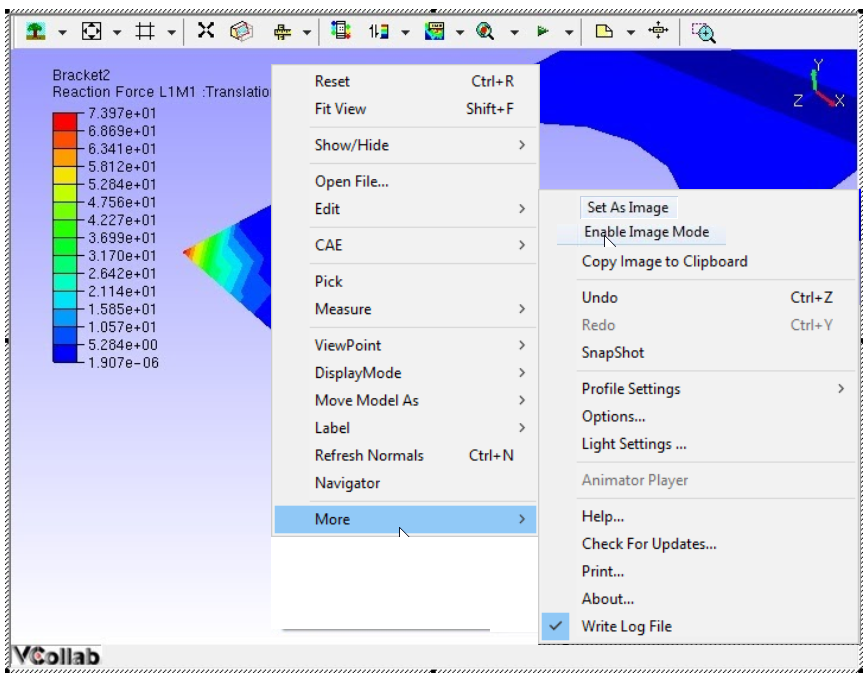 Bracket2
Reaction Force L1M1 :Translatio
7.397e+01
6.869e+01
6.341e+01
5.812e+01
5.284e+01
4.756e+01
4.227e+01
3.699e+01
3.170e+01
2.642e+01
2.114e+01
1.585e+01
1.057e+01
5.284e+00
1.907e-06
Y
Z X
Reset Ctrl+R
Fit View Shift+F
Show/Hide
Open File...
Edit
CAE
Pick
Measure
ViewPoint
DisplayMode
Move Model As
Label
Refresh Normals Ctrl+N
Navigator
More
Set As Image
Enable Image Mode
Copy Image to Clipboard
Undo Ctrl+Z
Redo Ctrl+Y
SnapShot
Profile Settings
Options...
Light Settings ...
Animator Player
Help...
Check For Updates...
Print...
About...
Write Log File
VCollab